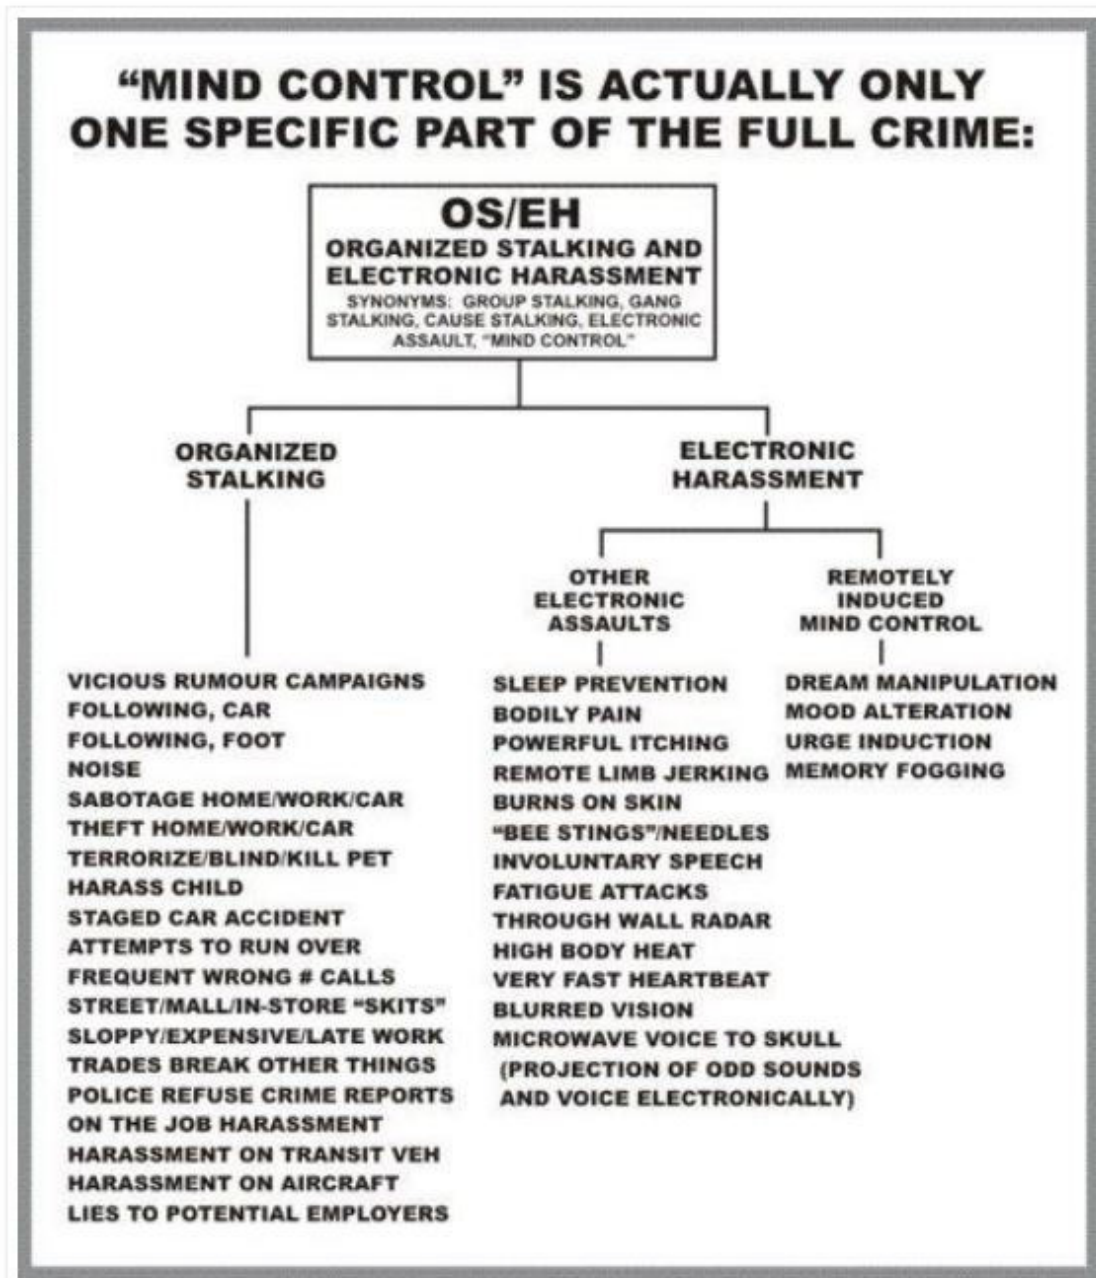 “MIND CONTROL” IS ACTUALLY ONLY
ONE SPECIFIC PART OF THE FULL CRIME:
OS/EH
ORGANIZED STALKING AND
ELECTRONIC HARASSMENT
SYNONYMS: GROUP STALKING, GANG
STALKING, CAUSE STALKING, ELECTRONIC
ASSAULT, “MIND CONTROL”
ORGANIZED
STALKING
VICIOUS RUMOUR CAMPAIGNS
FOLLOWING, CAR
FOLLOWING, FOOT
NOISE
SABOTAGE HOME/WORK/CAR
THEFT HOME/WORK/CAR
TERRORIZE/BLIND/KILL PET
HARASS CHILD
STAGED CAR ACCIDENT
ATTEMPTS TO RUN OVER
FREQUENT WRONG # CALLS
STREET/MALL/IN-STORE “SKITS”
SLOPPY/EXPENSIVE/LATE WORK
TRADES BREAK OTHER THINGS
POLICE REFUSE CRIME REPORTS
ON THE JOB HARASSMENT
HARASSMENT ON TRANSIT VEH
HARASSMENT ON AIRCRAFT
LIES TO POTENTIAL EMPLOYERS
ELECTRONIC
HARASSMENT
OTHER
ELECTRONIC
ASSAULTS
SLEEP PREVENTION
BODILY PAIN
POWERFUL ITCHING
REMOTE LIMB JERKING
BURNS ON SKIN
“BEE STINGS”/NEEDLES
INVOLUNTARY SPEECH
FATIGUE ATTACKS
THROUGH WALL RADAR
HIGH BODY HEAT
VERY FAST HEARTBEAT
BLURRED VISION
MICROWAVE VOICE TO SKULL
(PROJECTION OF ODD SOUNDS
AND VOICE ELECTRONICALLY)
REMOTELY
INDUCED
MIND CONTROL
DREAM MANIPULATION
MOOD ALTERATION
URGE INDUCTION
MEMORY FOGGING